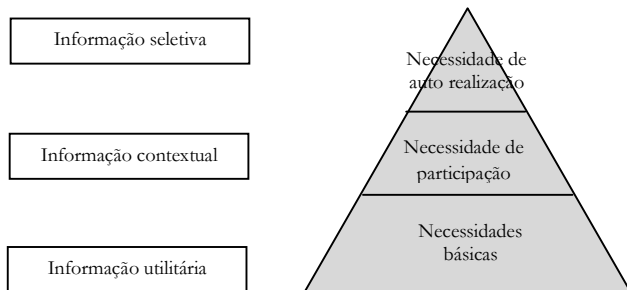 Informação seletiva
Necessidade de
auto realização
Informação contextual
Necessidade de
participação
Necessidades
básicas
Informação utilitária